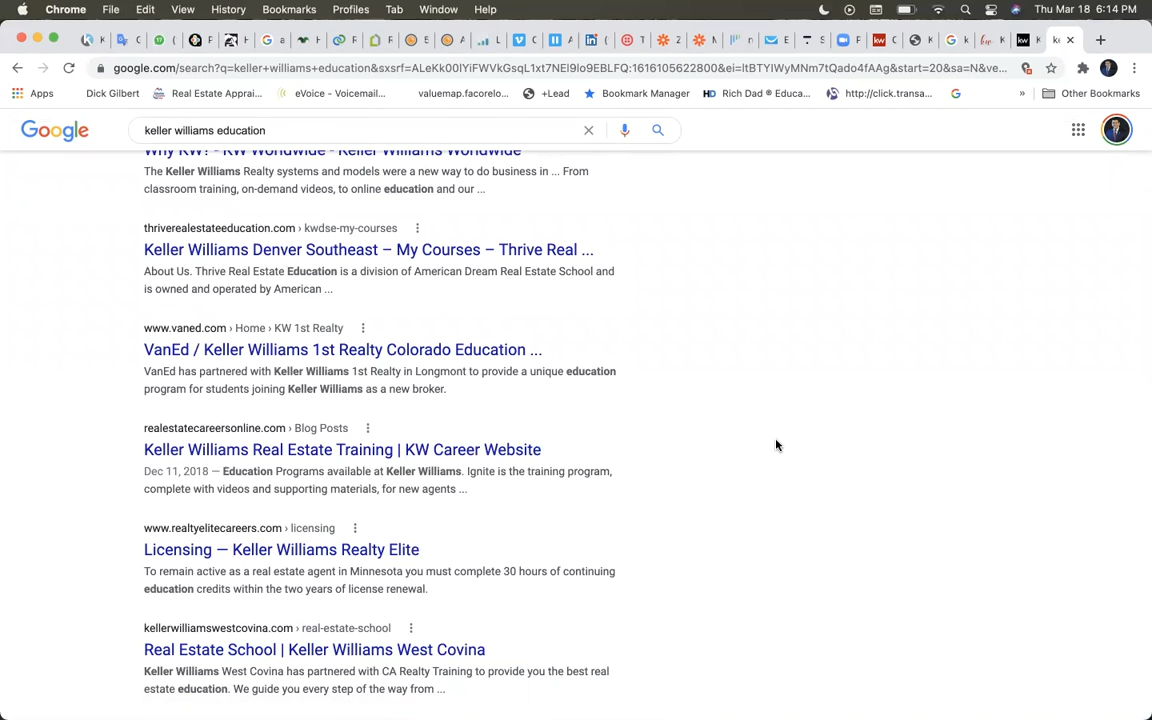 Chrome File Edit View History Bookmarks Profiles Tab Window Help Thu Mar 18 6:14 PM
google.com/search?q=keller+williams+education&sxsrf=ALeKk00IYiFWVkGsqL1xt7NEl9lo9EBLFQ:1616105622800&ei=ltBTYIWyMNm7tQado4fAAg&start=20&sa=N&ve...
Apps Dick Gilbert Real Estate Apprai... eVoice - Voicemail... valuemap.facorelo... +Lead Bookmark Manager Rich Dad ® Educa... http://click.transa... » Other Bookmarks
Google keller williams education
Why KW? - KW Worldwide - Keller Williams Worldwide
The Keller Williams Realty systems and models were a new way to do business in ... From
classroom training, on-demand videos, to online education and our ...
thriverealestateeducation.com › kwdse-my-courses
Keller Williams Denver Southeast – My Courses – Thrive Real ...
About Us. Thrive Real Estate Education is a division of American Dream Real Estate School and
is owned and operated by American ...
www.vaned.com › Home › KW 1st Realty
VanEd / Keller Williams 1st Realty Colorado Education ...
VanEd has partnered with Keller Williams 1st Realty in Longmont to provide a unique education
program for students joining Keller Williams as a new broker.
realestatecareersonline.com › Blog Posts
Keller Williams Real Estate Training | KW Career Website
Dec 11, 2018 — Education Programs available at Keller Williams. Ignite is the training program,
complete with videos and supporting materials, for new agents ...
www.realtyelitecareers.com › licensing
Licensing — Keller Williams Realty Elite
To remain active as a real estate agent in Minnesota you must complete 30 hours of continuing
education credits within the two years of license renewal.
kellerwilliamswestcovina.com › real-estate-school
Real Estate School | Keller Williams West Covina
Keller Williams West Covina has partnered with CA Realty Training to provide you the best real
estate education. We guide you every step of the way from ...